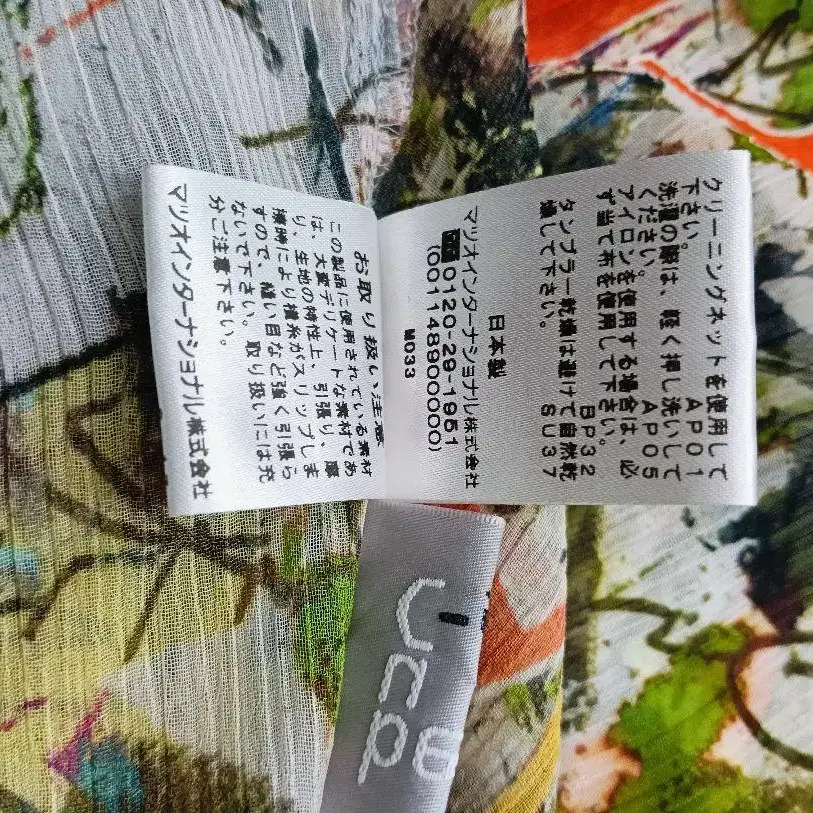 クリーニングネットを使用して
下さい。 AP01
洗濯の際は、軽く押し洗いして
ください。 AP05
アイロンを使用する場合は、必
ず当て布を使用して下さい。
BP32
タンブラー乾燥は避けて自然乾
燥して下さい。 SU37
日本製
マツオインターナショナル株式会社
0120-29-1951
(001148900000)
M033
お取り扱い注意
この製品に使用されている素材
は、大変デリケートな素材であ
り、生地の特性上、引張り、摩
擦時により糸がスリップしま
すので、縫い目など強く引張ら
ないで下さい。取り扱いには充
分ご注意下さい。
マツオインターナショナル株式会社